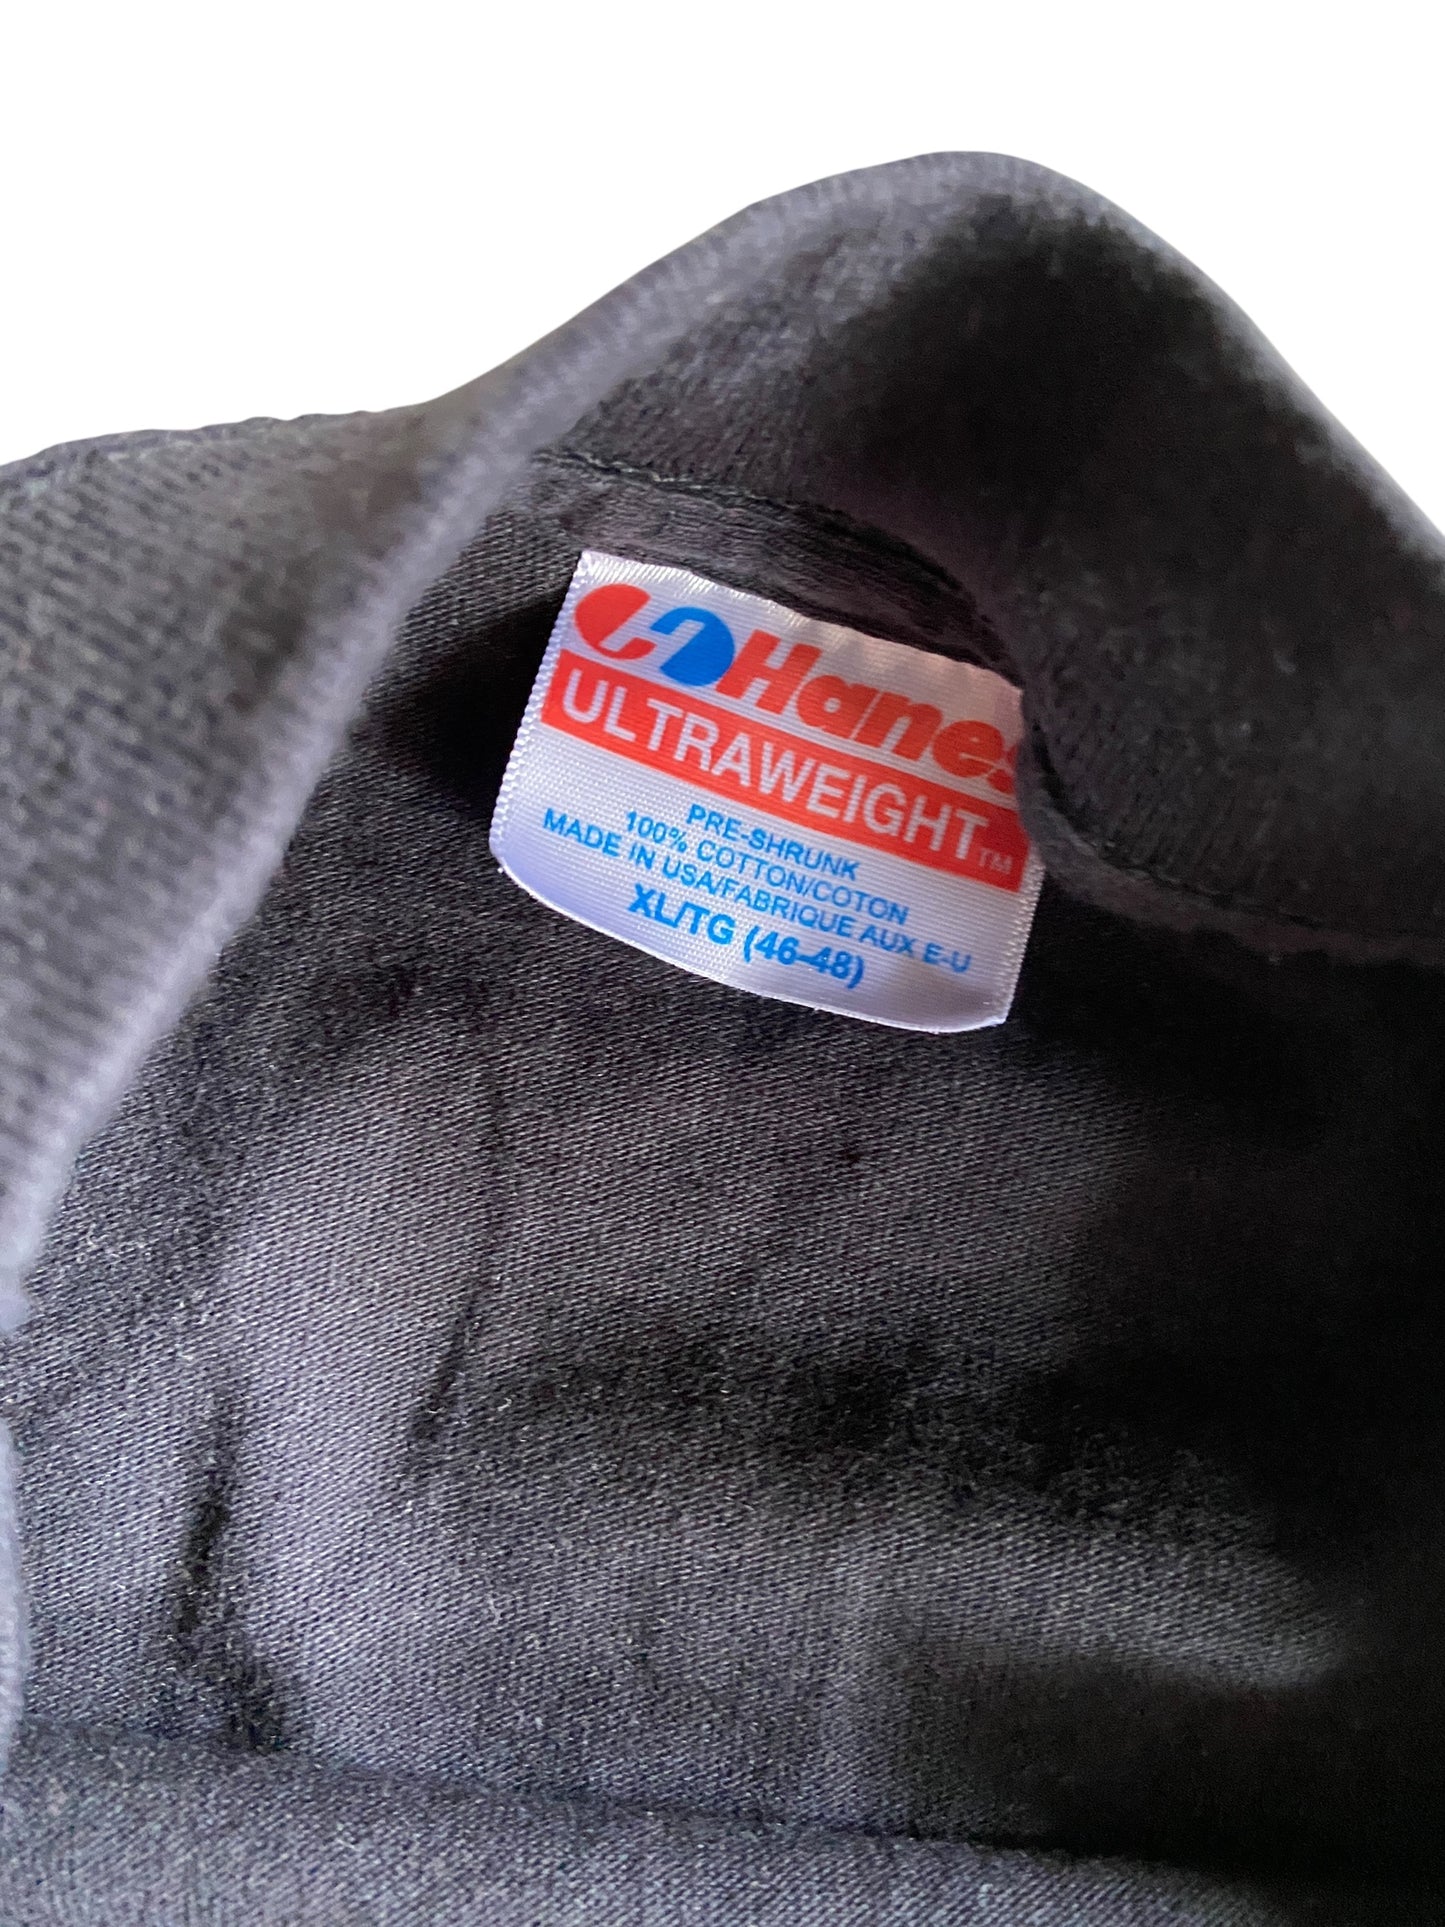 Hanes
ULTRAWEIGHT™
PRE-SHRUNK
100% COTTON/COTON
MADE IN USA/FABRIQUE AUX E-U
XL/TG (46-48)